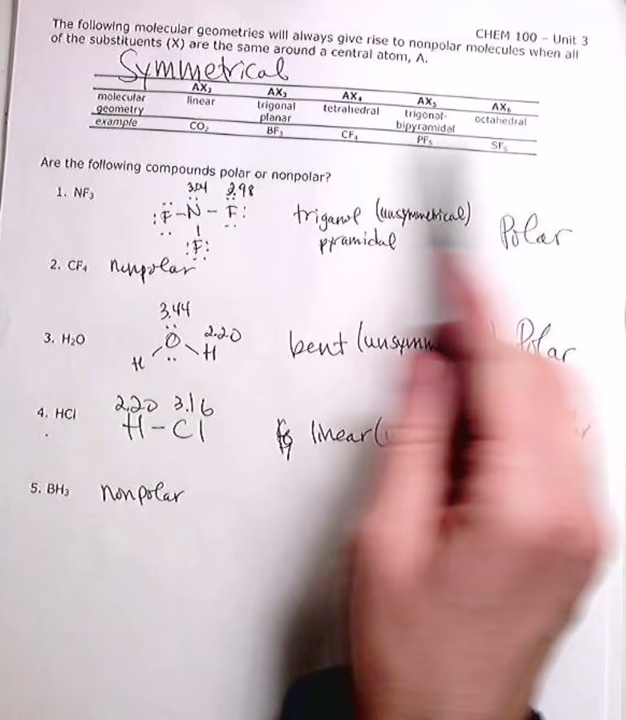 CHEM 100 – Unit 3
The following molecular geometries will always give rise to nonpolar molecules when all
of the substituents (X) are the same around a central atom, A.
Symmetrical
AX₂ AX₃ AX₄ AX₅ AX₆
molecular geometry linear trigonal planar tetrahedral trigonal-bipyramidal octahedral
example CO₂ BF₃ CF₄ PF₅ SF₆
Are the following compounds polar or nonpolar?
3.04 2.98
1. NF₃ :F-N-F: triganol (unsymmetrical) Polar
:F: pyramidal
2. CF₄ nonpolar
3.44
3. H₂O O 2.20 bent Polar
H H
2.20 3.16
4. HCl H-Cl linear
5. BH₃ nonpolar